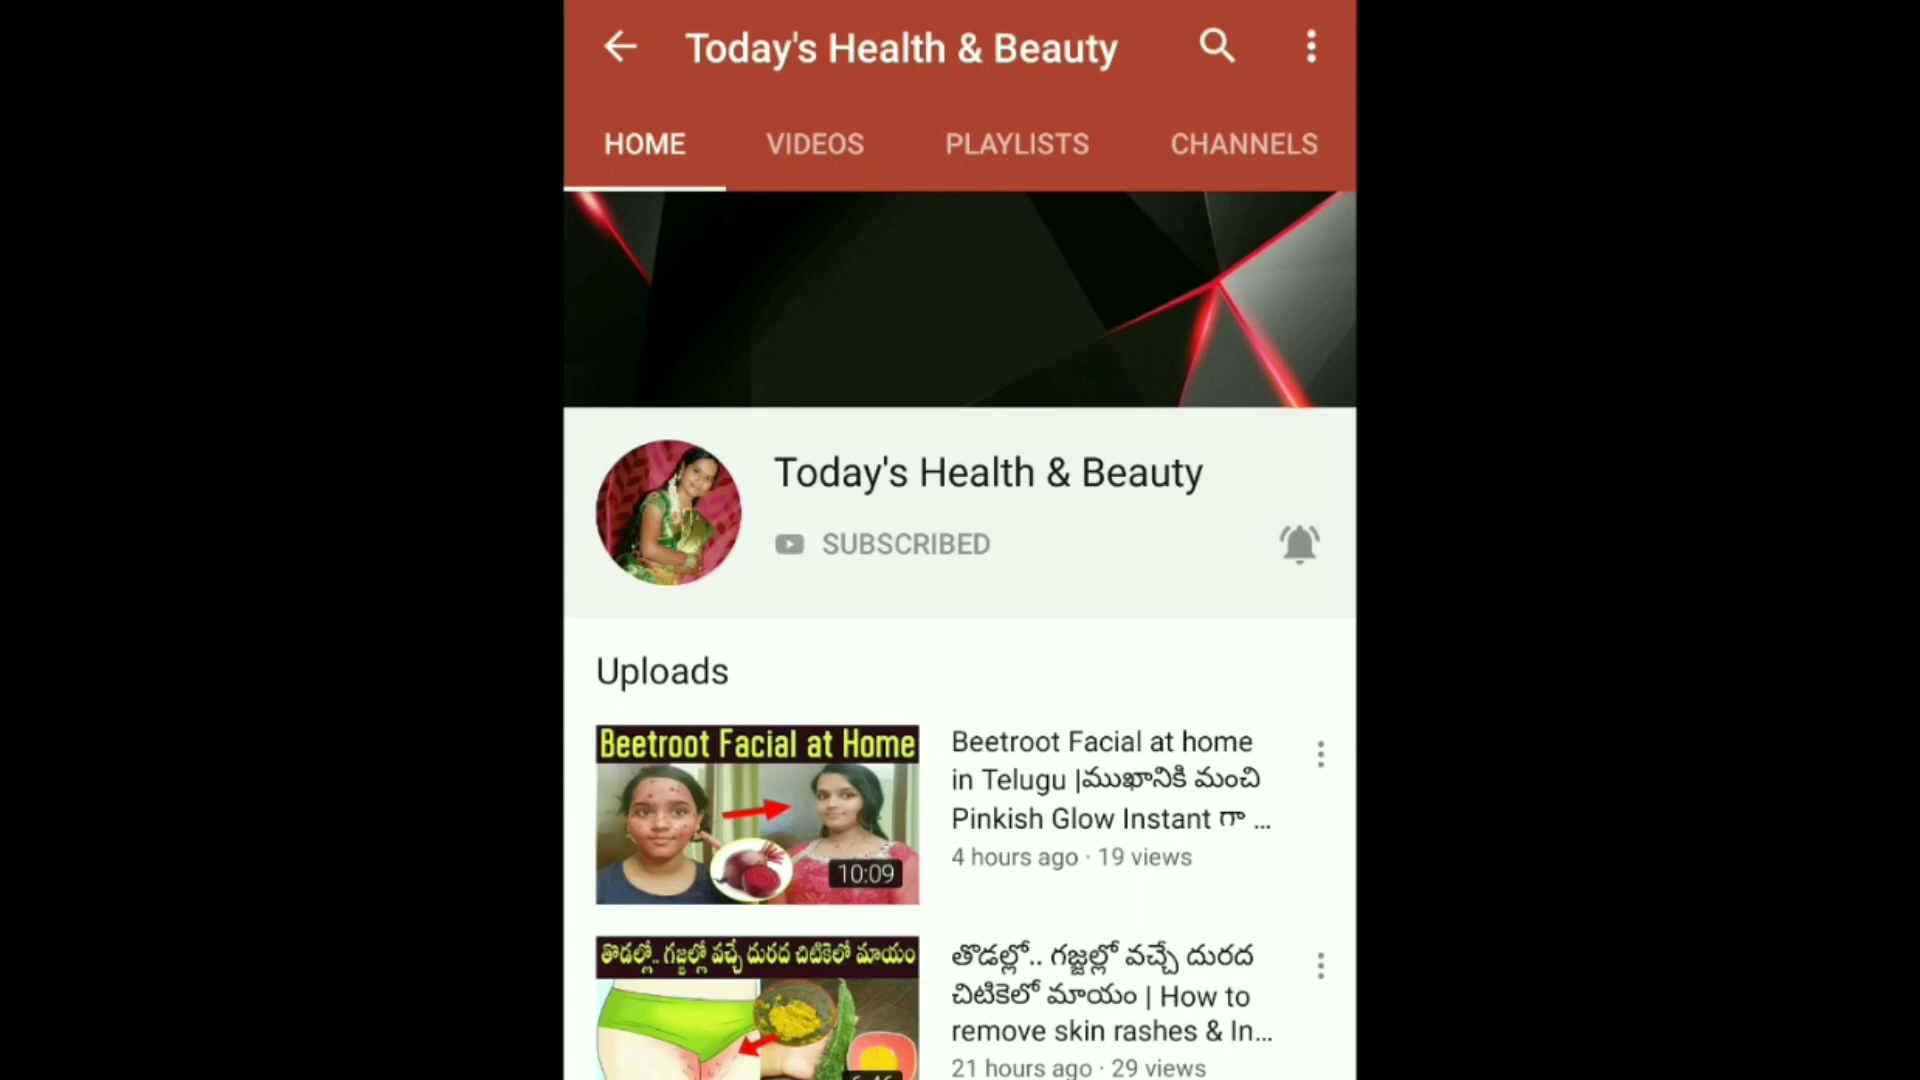 Today's Health & Beauty
HOME VIDEOS PLAYLISTS CHANNELS
Today's Health & Beauty
SUBSCRIBED
Uploads
Beetroot Facial at Home
10:09
Beetroot Facial at home
in Telugu |ముఖానికి మంచి
Pinkish Glow Instant గా ...
4 hours ago · 19 views
తొడల్లో.. గజ్జల్లో వచ్చే దురద చిటికెలో మాయం
తొడల్లో.. గజ్జల్లో వచ్చే దురద
చిటికెలో మాయం | How to
remove skin rashes & In...
21 hours ago · 29 views